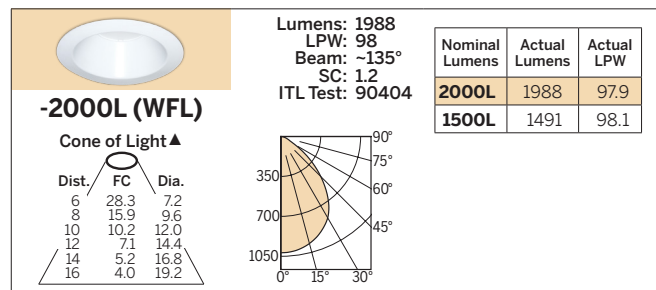 -2000L (WFL)
Cone of Light▲
Dist. FC Dia.
6 28.3 7.2
8 15.9 9.6
10 10.2 12.0
12 7.1 14.4
14 5.2 16.8
16 4.0 19.2
Lumens: 1988
LPW: 98
Beam: ~135°
SC: 1.2
ITL Test: 90404
90°
75°
60°
45°
350
700
1050
0° 15° 30°
Nominal Lumens Actual Lumens Actual LPW
2000L 1988 97.9
1500L 1491 98.1